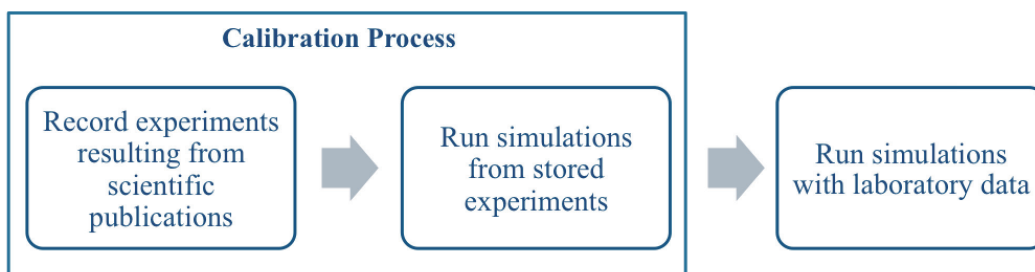 Calibration Process
Record experiments
resulting from
scientific
publications
Run simulations
from stored
experiments
Run simulations
with laboratory data